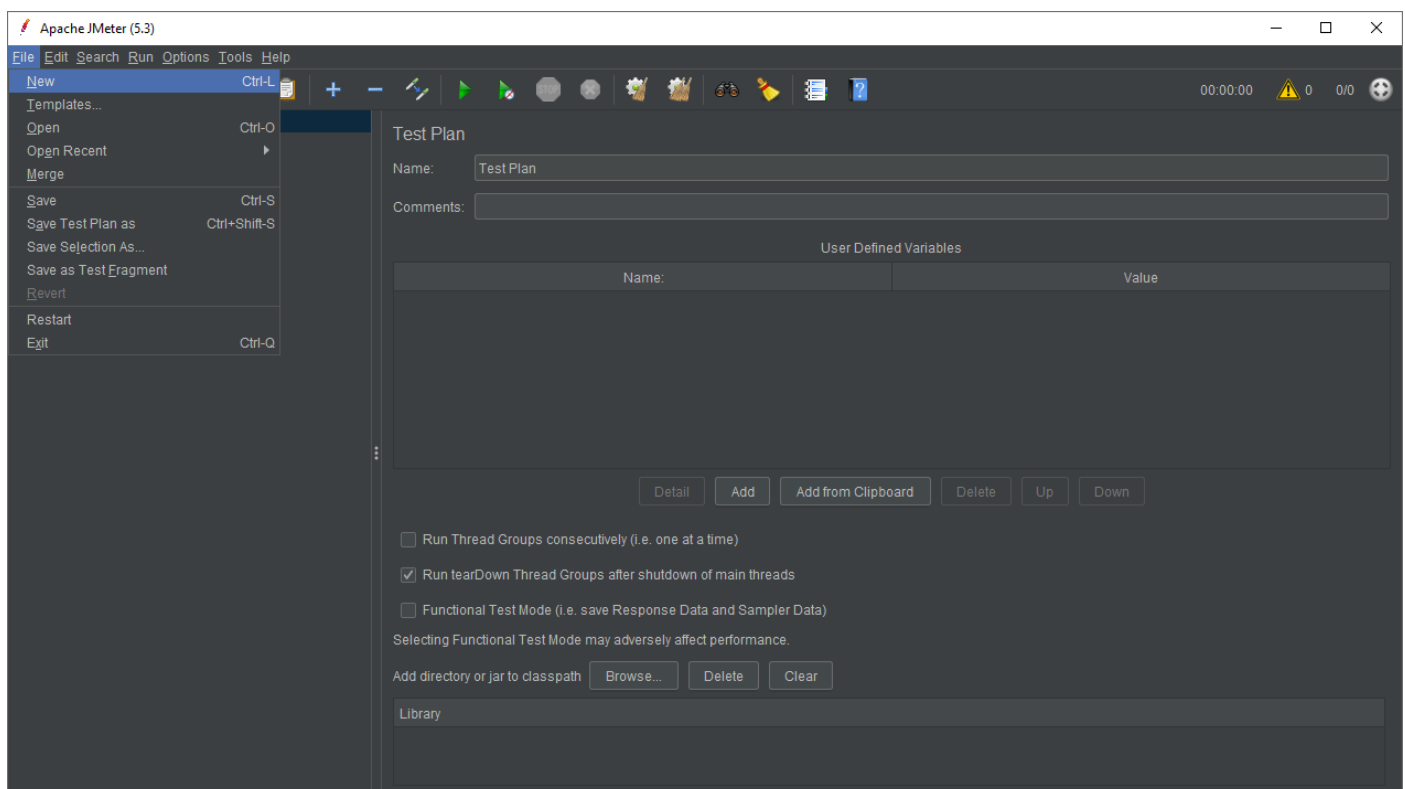 Apache JMeter (5.3)
File Edit Search Run Options Tools Help
New Ctrl-L
Templates...
Open Ctrl-O
Open Recent
Merge
Save Ctrl-S
Save Test Plan as Ctrl+Shift-S
Save Selection As...
Save as Test Fragment
Revert
Restart
Exit Ctrl-Q
STOP
00:00:00 0 0/0
Test Plan
Name: Test Plan
Comments:
User Defined Variables
Name: Value
Detail Add Add from Clipboard Delete Up Down
Run Thread Groups consecutively (i.e. one at a time)
Run tearDown Thread Groups after shutdown of main threads
Functional Test Mode (i.e. save Response Data and Sampler Data)
Selecting Functional Test Mode may adversely affect performance.
Add directory or jar to classpath Browse... Delete Clear
Library